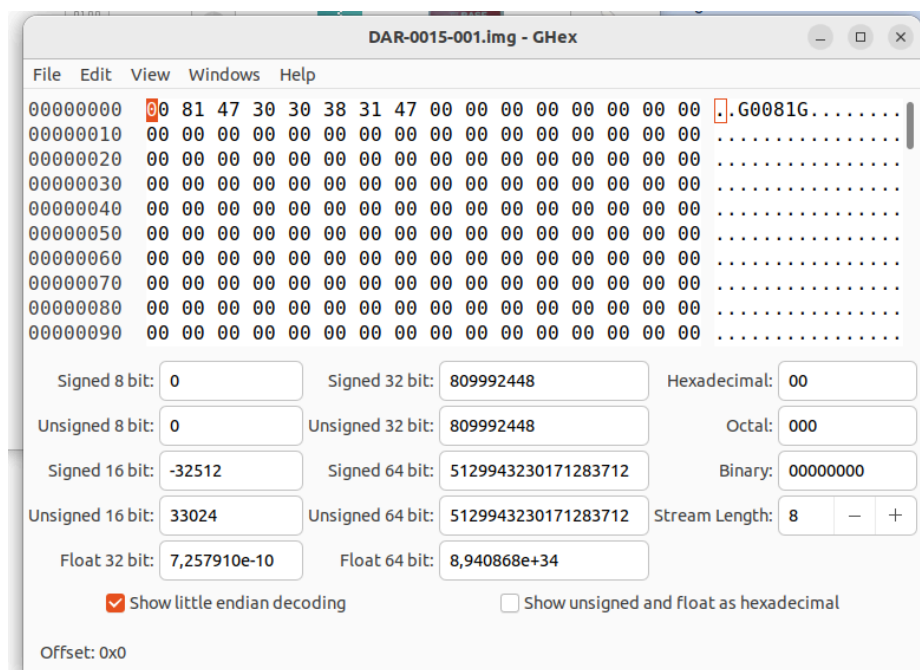 DAR-0015-001.img - GHex
File Edit View Windows Help
00000000 00 81 47 30 30 38 31 47 00 00 00 00 00 00 00 00 ..G0081G........
00000010 00 00 00 00 00 00 00 00 00 00 00 00 00 00 00 00 ................
00000020 00 00 00 00 00 00 00 00 00 00 00 00 00 00 00 00 ................
00000030 00 00 00 00 00 00 00 00 00 00 00 00 00 00 00 00 ................
00000040 00 00 00 00 00 00 00 00 00 00 00 00 00 00 00 00 ................
00000050 00 00 00 00 00 00 00 00 00 00 00 00 00 00 00 00 ................
00000060 00 00 00 00 00 00 00 00 00 00 00 00 00 00 00 00 ................
00000070 00 00 00 00 00 00 00 00 00 00 00 00 00 00 00 00 ................
00000080 00 00 00 00 00 00 00 00 00 00 00 00 00 00 00 00 ................
00000090 00 00 00 00 00 00 00 00 00 00 00 00 00 00 00 00 ................
Signed 8 bit: 0 Signed 32 bit: 809992448 Hexadecimal: 00
Unsigned 8 bit: 0 Unsigned 32 bit: 809992448 Octal: 000
Signed 16 bit: -32512 Signed 64 bit: 5129943230171283712 Binary: 00000000
Unsigned 16 bit: 33024 Unsigned 64 bit: 5129943230171283712 Stream Length: 8 − +
Float 32 bit: 7,257910e-10 Float 64 bit: 8,940868e+34
Show little endian decoding Show unsigned and float as hexadecimal
Offset: 0x0